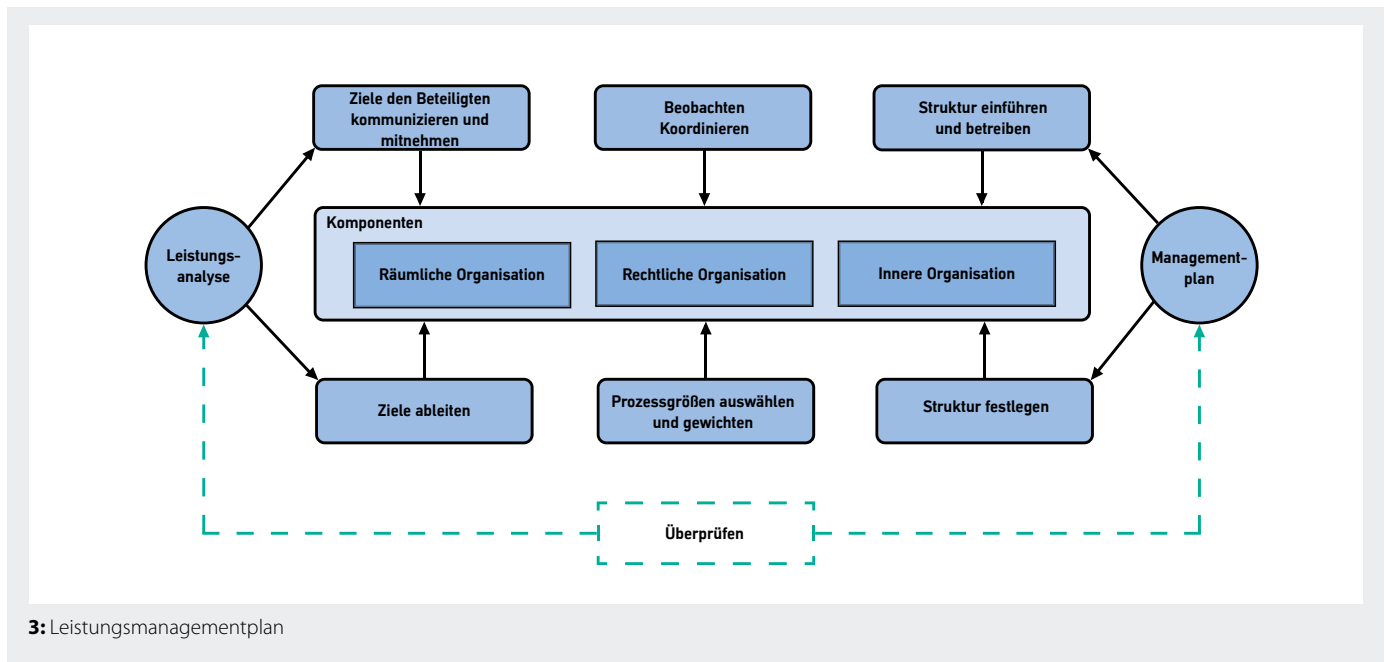 Ziele den Beteiligten
kommunizieren und
mitnehmen
Beobachten
Koordinieren
Struktur einführen
und betreiben
Leistungs-
analyse
Komponenten
Räumliche Organisation
Rechtliche Organisation
Innere Organisation
Management-
plan
Ziele ableiten
Prozessgrößen auswählen
und gewichten
Struktur festlegen
Überprüfen
3: Leistungsmanagementplan